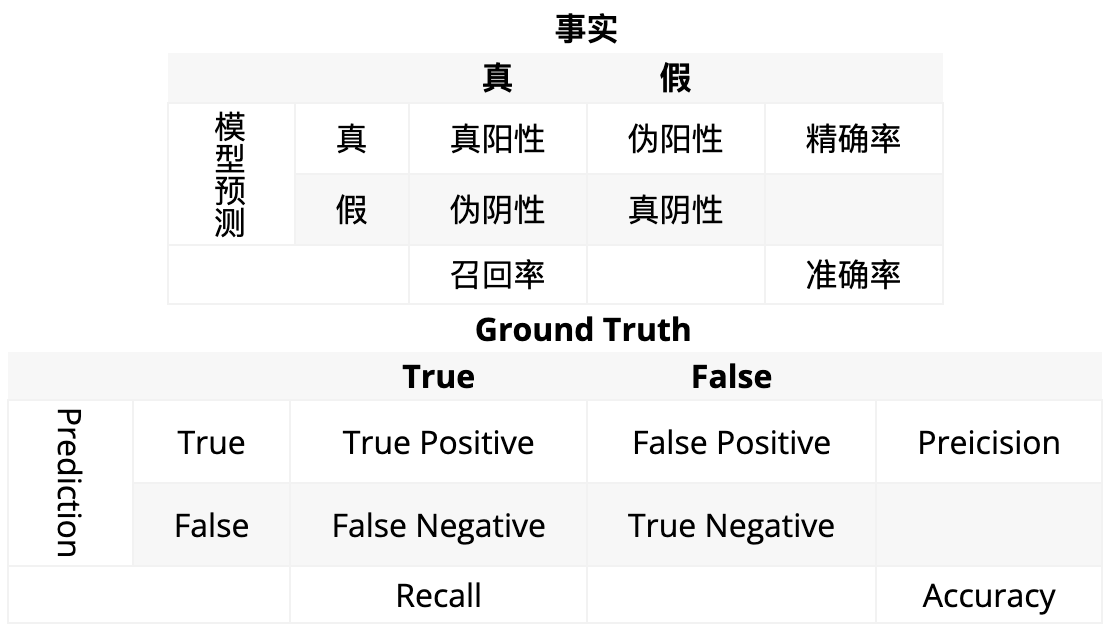 事实
真 假
模型预测 真 真阳性 伪阳性 精确率
假 伪阴性 真阴性
召回率 准确率
Ground Truth
True False
Prediction True True Positive False Positive Preicision
False False Negative True Negative
Recall Accuracy